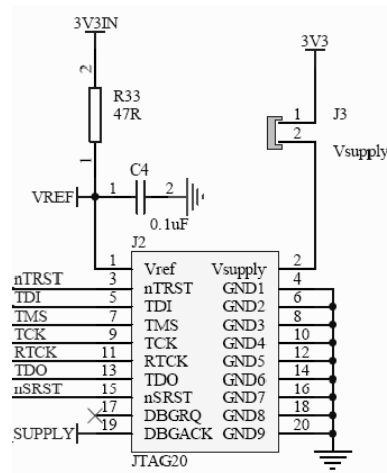 3V3IN
3V3
2
R33
47R
1
J3
1
2
Vsupply
C4
VREF
1
2
0.1uF
J2
1
Vref
Vsupply
2
nTRST
3
nTRST
GND1
4
TDI
5
TDI
GND2
6
TMS
7
TMS
GND3
8
TCK
9
TCK
GND4
10
RTCK
11
RTCK
GND5
12
TDO
13
TDO
GND6
14
nSRST
15
nSRST
GND7
16
17
DBGRQ
GND8
18
SUPPLY
19
DBGACK
GND9
20
JTAG20